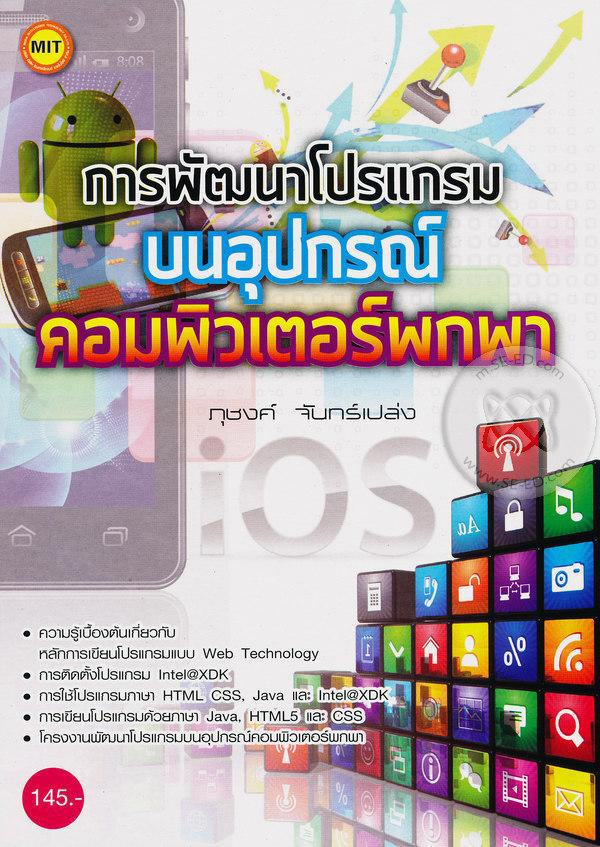 MIT
8:08
การพัฒนาโปรแกรม
บนอุปกรณ์
คอมพิวเตอร์พกพา
ภุชงค์ จันทร์เปล่ง
m.SE-ED.com
www.SE-ED.com
iOS
Aa
1
%
• ความรู้เบื้องต้นเกี่ยวกับ
หลักการเขียนโปรแกรมแบบ Web Technology
• การติดตั้งโปรแกรม Intel@XDK
• การใช้โปรแกรมภาษา HTML CSS, Java และ Intel@XDK
• การเขียนโปรแกรมด้วยภาษา Java, HTML5 และ CSS
• โครงงานพัฒนาโปรแกรมบนอุปกรณ์คอมพิวเตอร์พกพา
145.-